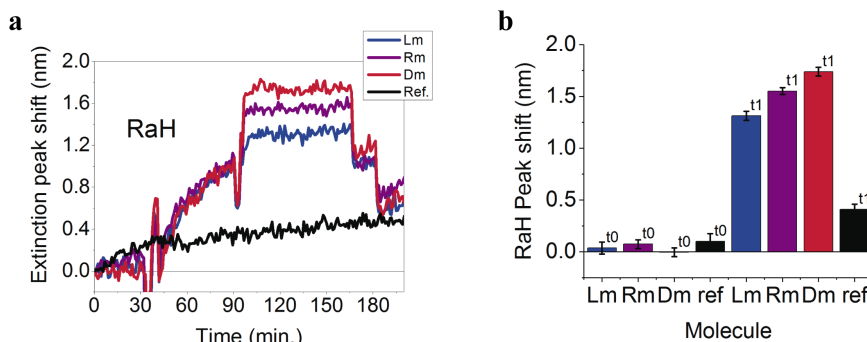 a
Lm
Rm
Dm
Ref.
RaH
Extinction peak shift (nm)
2.0
1.6
1.2
0.8
0.4
0.0
0 30 60 90 120 150 180
Time (min.)
b
RaH Peak shift (nm)
2.0
1.5
1.0
0.5
0.0
t0 t0 t0 t0 t1 t1 t1 t1
Lm Rm Dm ref Lm Rm Dm ref
Molecule